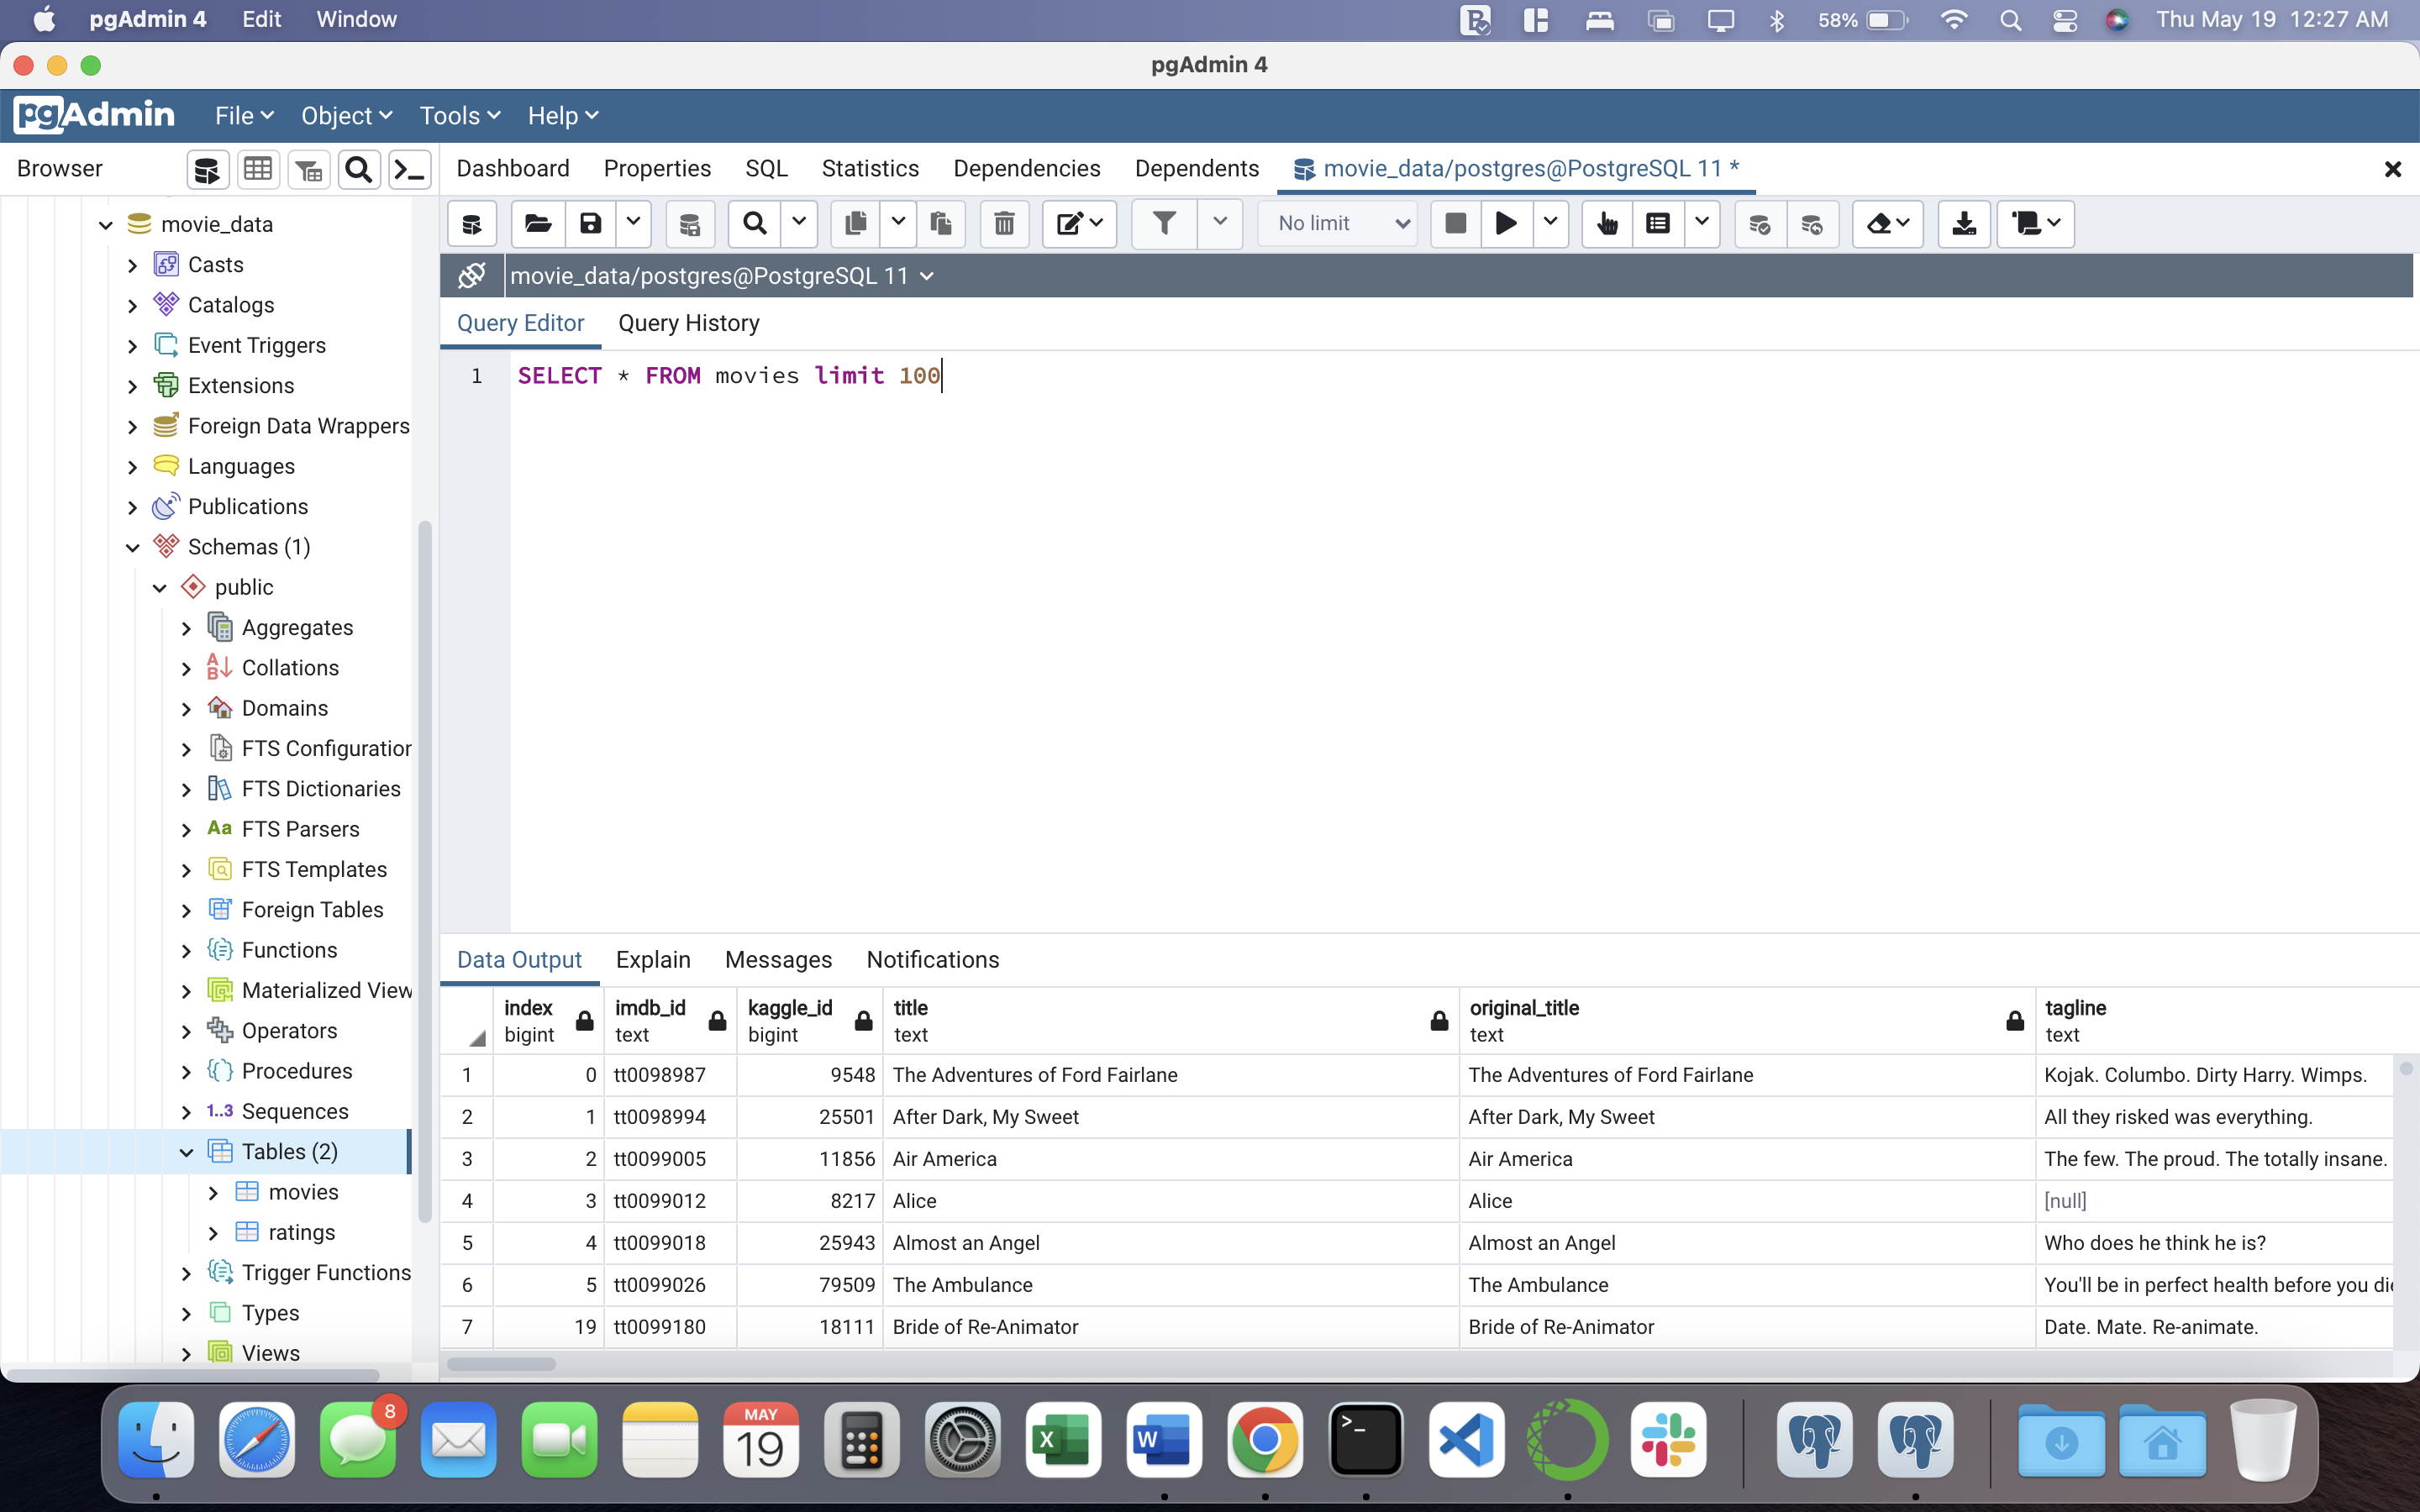 pgAdmin 4 Edit Window 58% Thu May 19 12:27 AM
pgAdmin 4
pgAdmin File Object Tools Help
Browser Dashboard Properties SQL Statistics Dependencies Dependents movie_data/postgres@PostgreSQL 11 *
No limit
movie_data/postgres@PostgreSQL 11
Query Editor Query History
1 SELECT * FROM movies limit 100
movie_data
Casts
Catalogs
Event Triggers
Extensions
Foreign Data Wrappers
Languages
Publications
Schemas (1)
public
Aggregates
Collations
Domains
FTS Configuration
FTS Dictionaries
Aa FTS Parsers
FTS Templates
Foreign Tables
Functions
Materialized View
Operators
Procedures
1..3 Sequences
Tables (2)
movies
ratings
Trigger Functions
Types
Views
Data Output Explain Messages Notifications
index imdb_id kaggle_id title original_title tagline
bigint text bigint text text text
1 0 tt0098987 9548 The Adventures of Ford Fairlane The Adventures of Ford Fairlane Kojak. Columbo. Dirty Harry. Wimps.
2 1 tt0098994 25501 After Dark, My Sweet After Dark, My Sweet All they risked was everything.
3 2 tt0099005 11856 Air America Air America The few. The proud. The totally insane.
4 3 tt0099012 8217 Alice Alice [null]
5 4 tt0099018 25943 Almost an Angel Almost an Angel Who does he think he is?
6 5 tt0099026 79509 The Ambulance The Ambulance You'll be in perfect health before you die
7 19 tt0099180 18111 Bride of Re-Animator Bride of Re-Animator Date. Mate. Re-animate.
8
MAY
19
X
W
>_